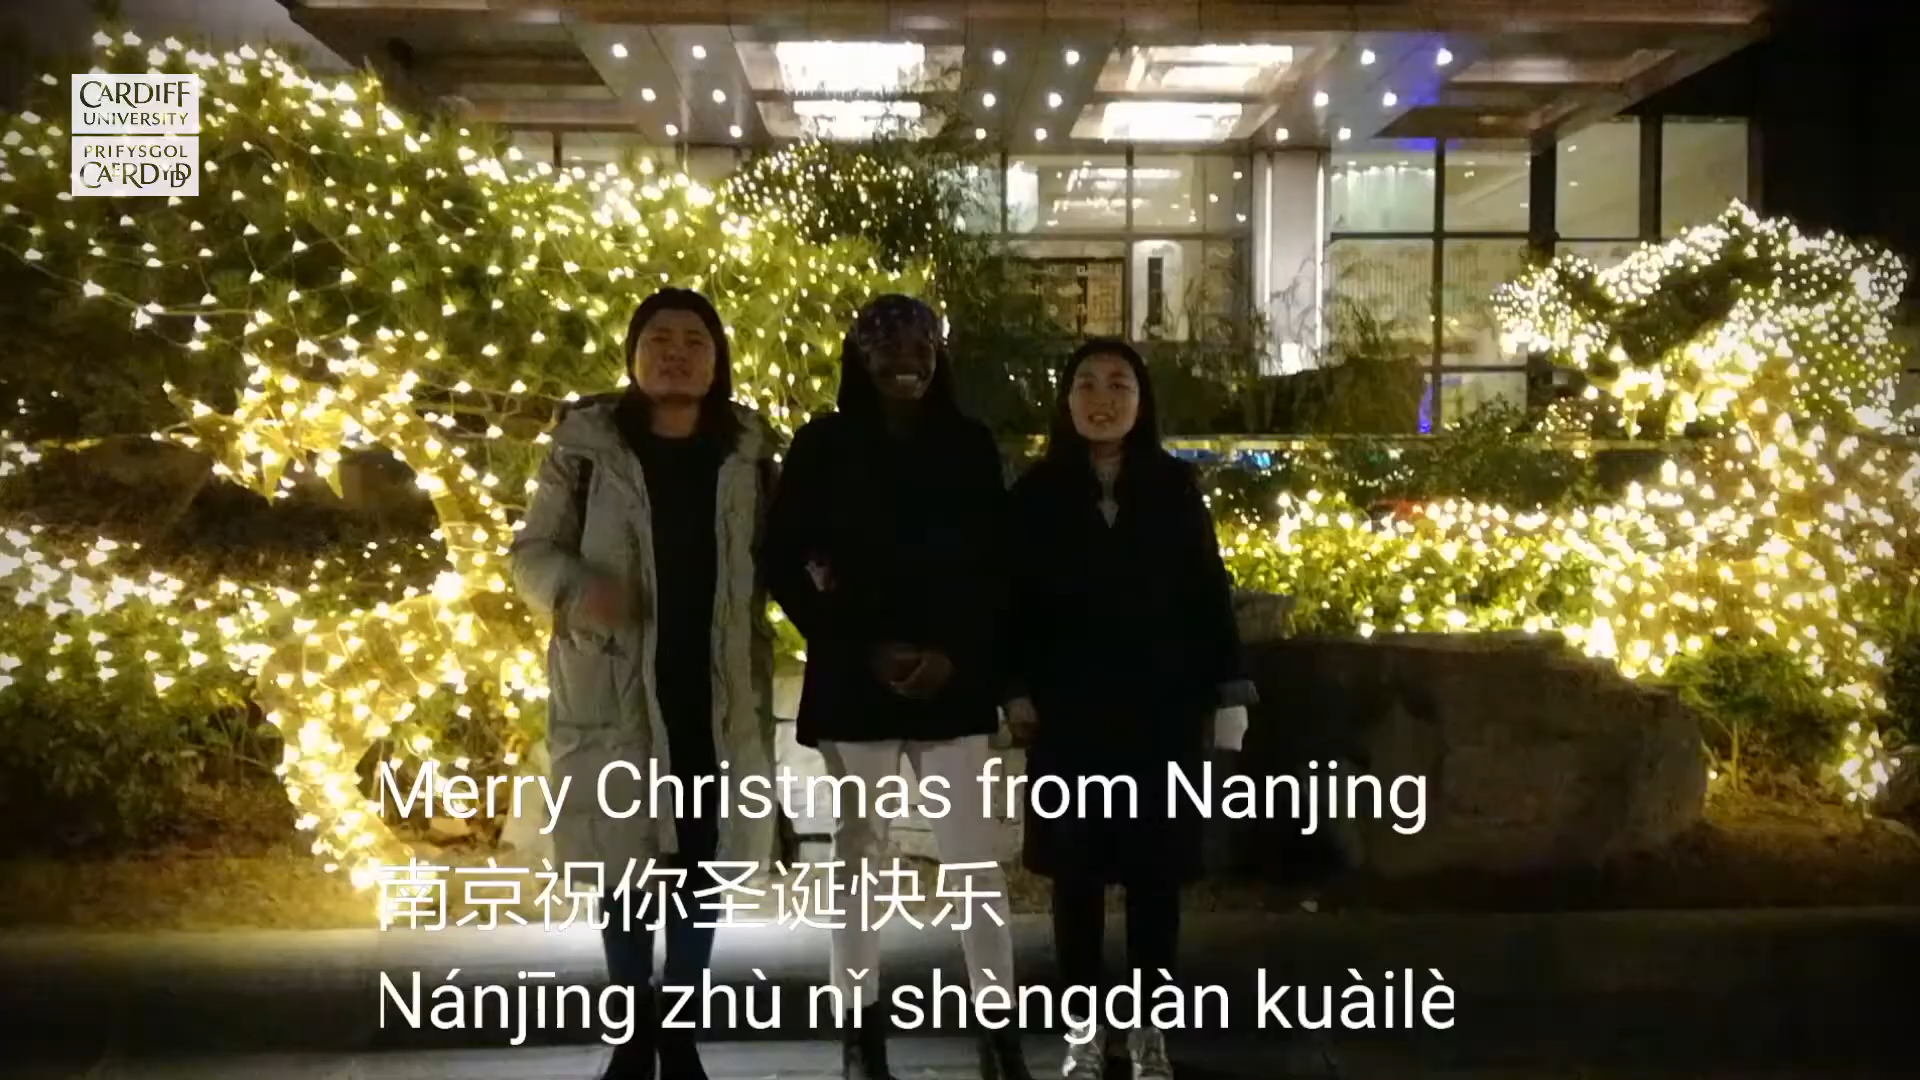 CARDIFF
UNIVERSITY
PRIFYSGOL
CAERDYDD
Merry Christmas from Nanjing
南京祝你圣诞快乐
Nánjīng zhù nǐ shèngdàn kuàilè